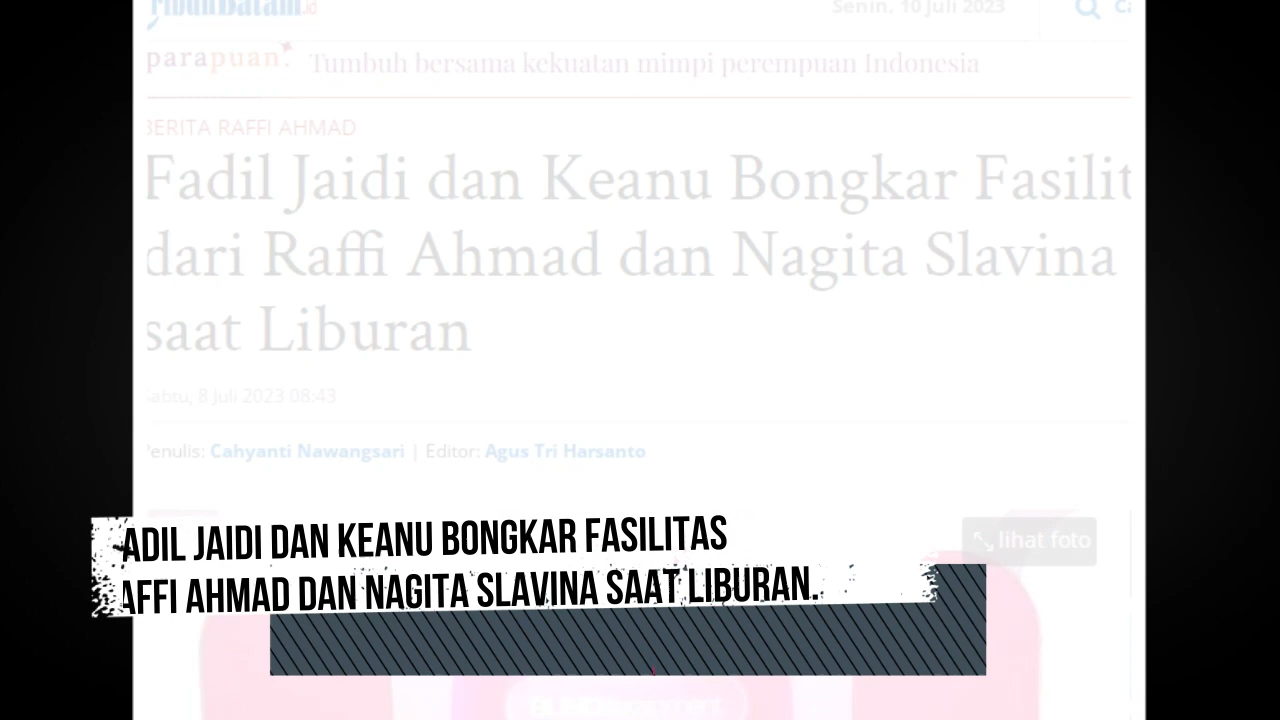 TribunBatam.id
Senin, 10 Juli 2023
parapuan.
Tumbuh bersama kekuatan mimpi perempuan Indonesia
BERITA RAFFI AHMAD
Fadil Jaidi dan Keanu Bongkar Fasilit
dari Raffi Ahmad dan Nagita Slavina
saat Liburan
Sabtu, 8 Juli 2023 08:43
Penulis: Cahyanti Nawangsari | Editor: Agus Tri Harsanto
lihat foto
ADIL JAIDI DAN KEANU BONGKAR FASILITAS
AFFI AHMAD DAN NAGITA SLAVINA SAAT LIBURAN.